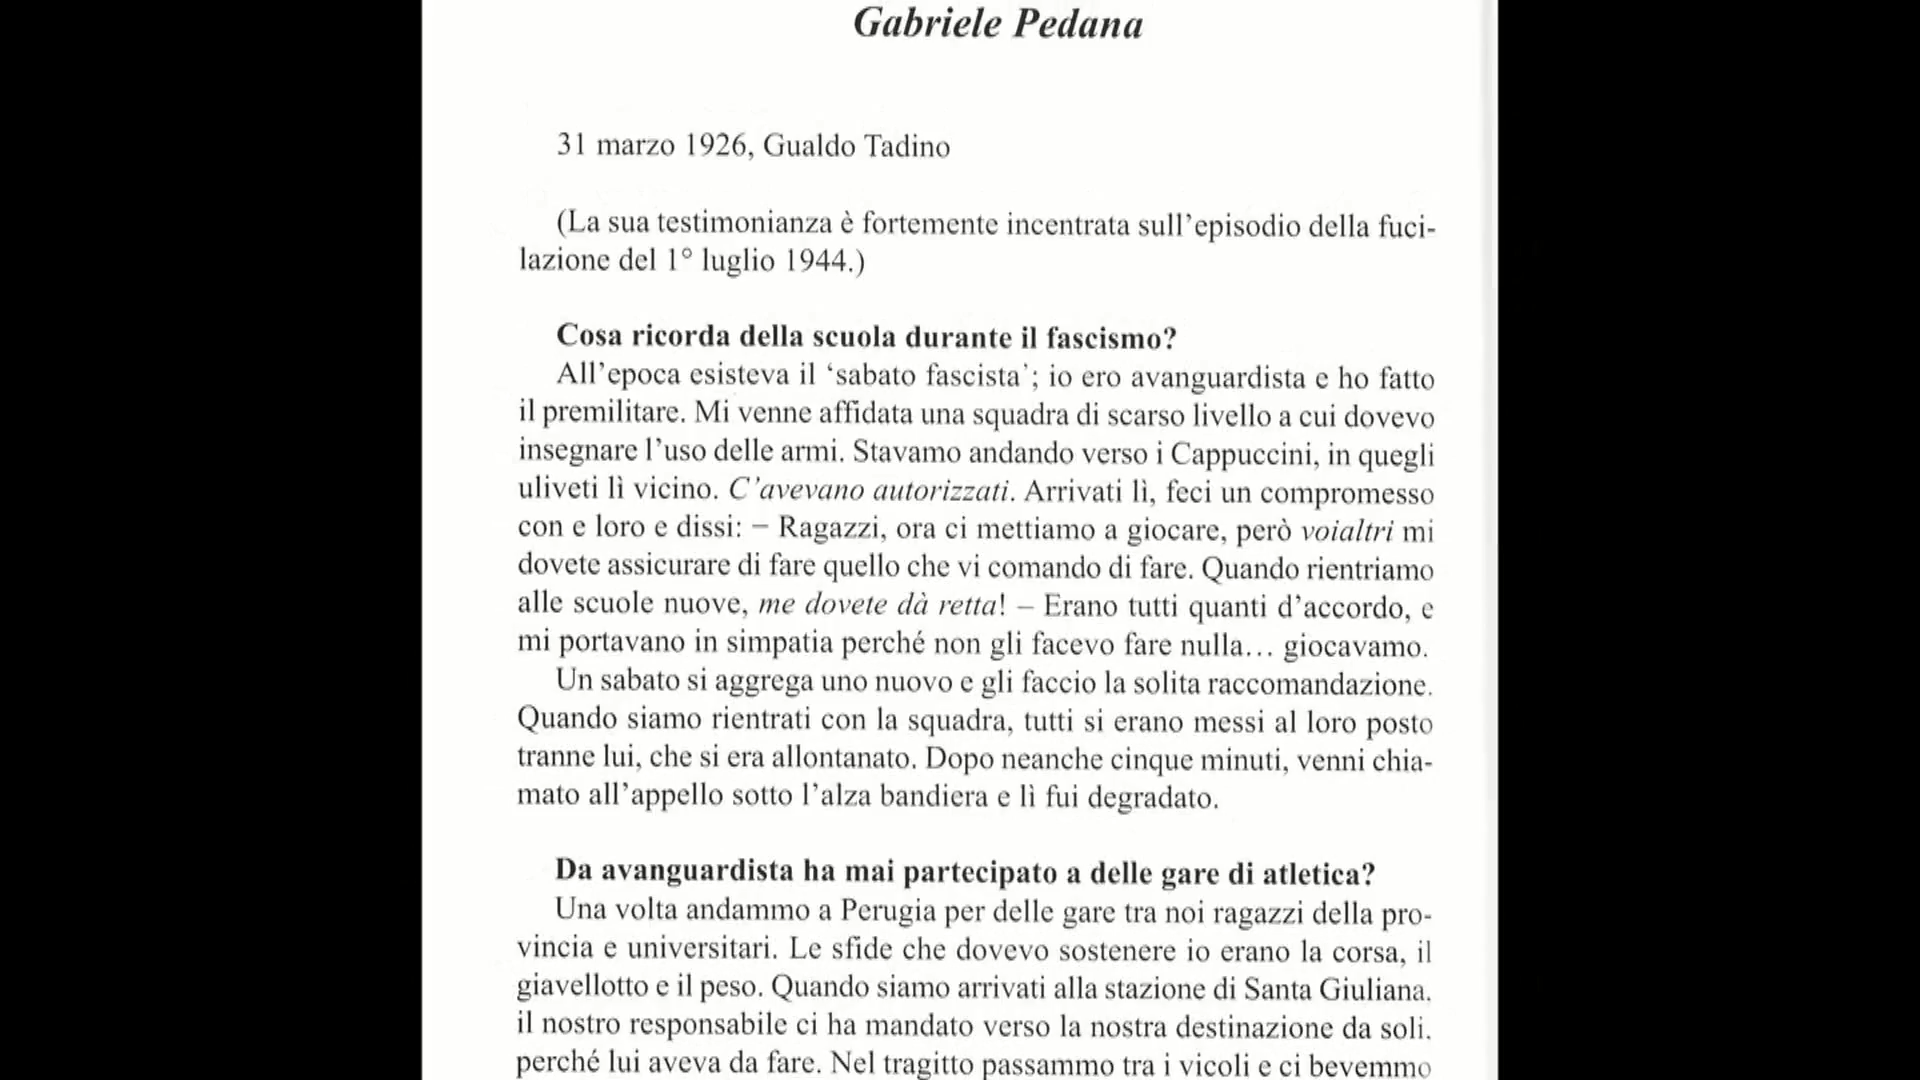 Gabriele Pedana
31 marzo 1926, Gualdo Tadino
(La sua testimonianza è fortemente incentrata sull'episodio della fuci-
lazione del 1° luglio 1944.)
Cosa ricorda della scuola durante il fascismo?
All'epoca esisteva il ‘sabato fascista’; io ero avanguardista e ho fatto
il premilitare. Mi venne affidata una squadra di scarso livello a cui dovevo
insegnare l'uso delle armi. Stavamo andando verso i Cappuccini, in quegli
uliveti lì vicino. C'avevano autorizzati. Arrivati lì, feci un compromesso
con e loro e dissi: – Ragazzi, ora ci mettiamo a giocare, però voialtri mi
dovete assicurare di fare quello che vi comando di fare. Quando rientriamo
alle scuole nuove, me dovete dà retta! – Erano tutti quanti d'accordo, e
mi portavano in simpatia perché non gli facevo fare nulla… giocavamo.
Un sabato si aggrega uno nuovo e gli faccio la solita raccomandazione.
Quando siamo rientrati con la squadra, tutti si erano messi al loro posto
tranne lui, che si era allontanato. Dopo neanche cinque minuti, venni chia-
mato all'appello sotto l'alza bandiera e lì fui degradato.
Da avanguardista ha mai partecipato a delle gare di atletica?
Una volta andammo a Perugia per delle gare tra noi ragazzi della pro-
vincia e universitari. Le sfide che dovevo sostenere io erano la corsa, il
giavellotto e il peso. Quando siamo arrivati alla stazione di Santa Giuliana,
il nostro responsabile ci ha mandato verso la nostra destinazione da soli,
perché lui aveva da fare. Nel tragitto passammo tra i vicoli e ci bevemmo